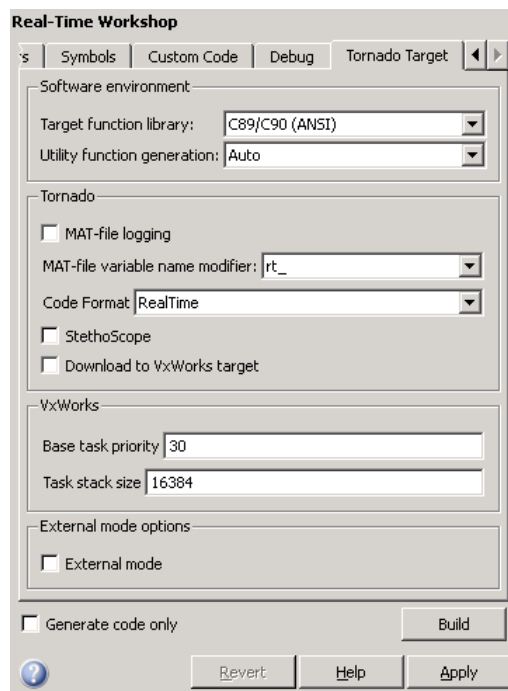 Real-Time Workshop
rs Symbols Custom Code Debug Tornado Target
Software environment
Target function library: C89/C90 (ANSI)
Utility function generation: Auto
Tornado
MAT-file logging
MAT-file variable name modifier: rt_
Code Format RealTime
StethoScope
Download to VxWorks target
VxWorks
Base task priority 30
Task stack size 16384
External mode options
External mode
Generate code only Build
? Revert Help Apply